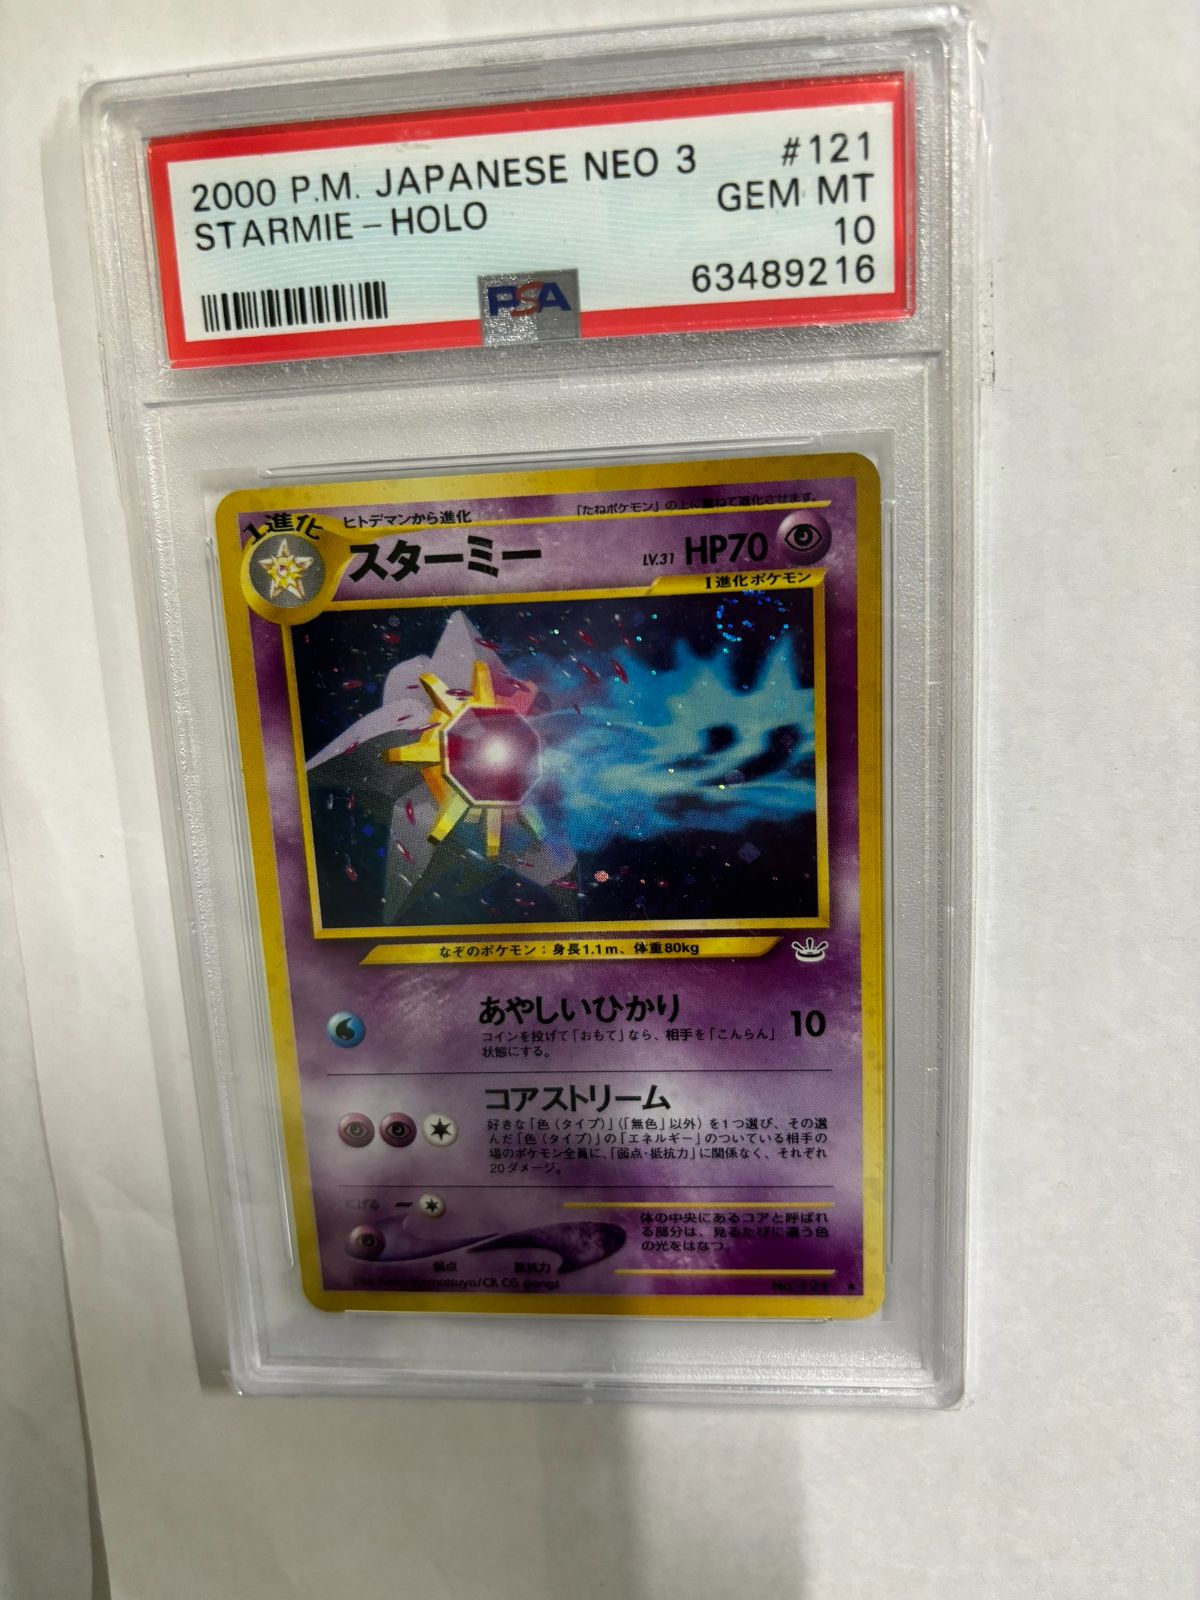 2000 P.M. JAPANESE NEO 3 #121
STARMIE - HOLO GEM MT
10
PSA 63489216
1進化 ヒトデマンから進化 「たねポケモン」の上に重ねて進化させます。
スターミー LV.31 HP70
1進化ポケモン
なぞのポケモン：身長1.1m、体重80kg
あやしいひかり 10
コインを投げて「おもて」なら、相手を「こんらん」
状態にする。
コアストリーム
好きな「色（タイプ）」（「無色」以外）を1つ選び、その選
んだ「色（タイプ）」の「エネルギー」のついている相手の
場のポケモン全員に、「弱点・抵抗力」に関係なく、それぞれ
20ダメージ。
にげる
体の中央にあるコアと呼ばれ
る部分は、見るたびに違う色
の光をはなつ。
弱点 抵抗力
Komatsuya/CR CG gangs No. 121